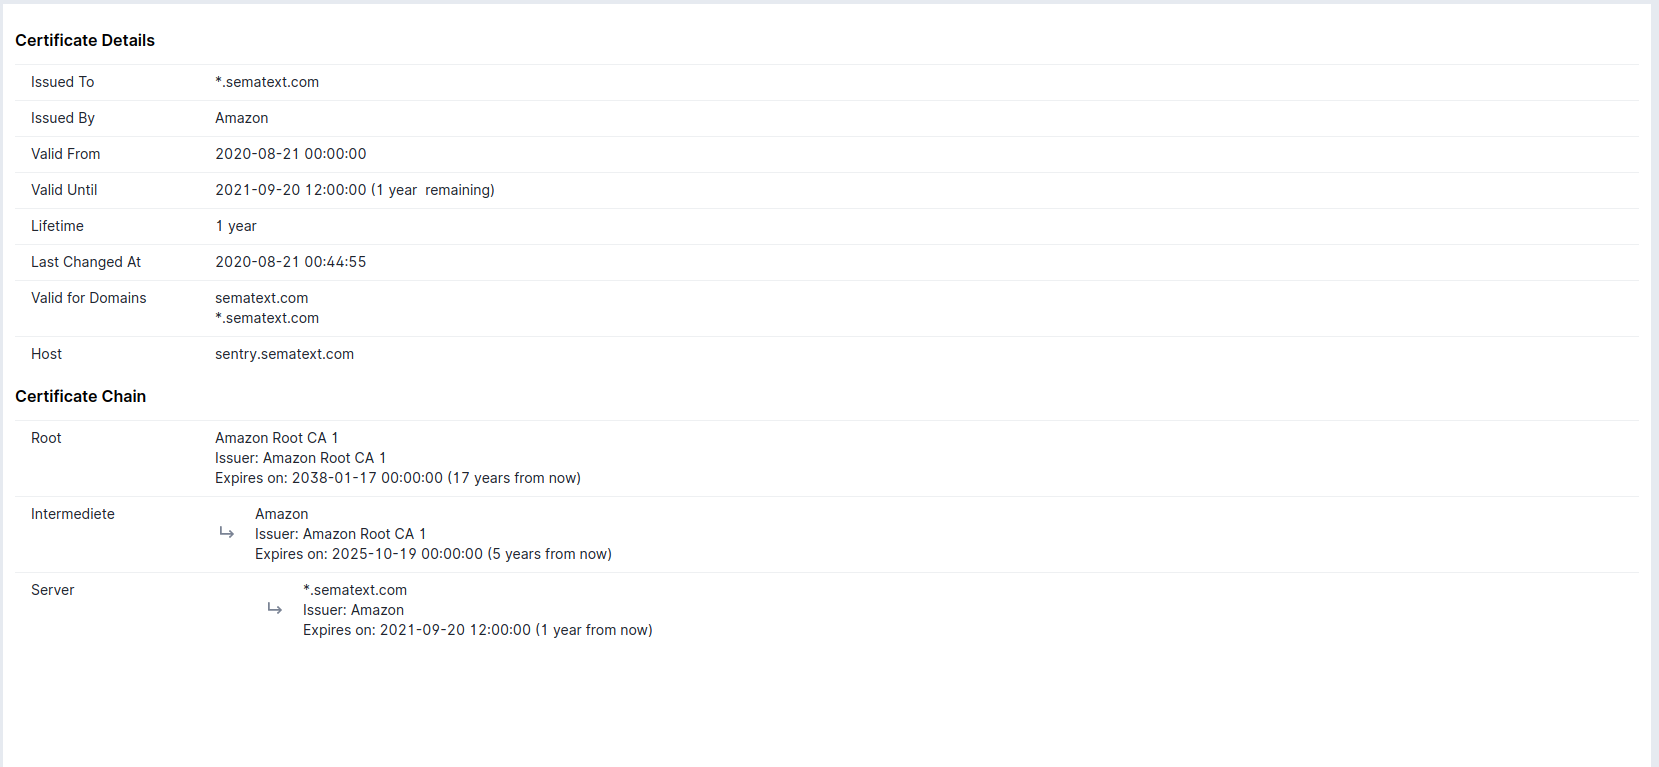 Certificate Details
Issued To *.sematext.com
Issued By Amazon
Valid From 2020-08-21 00:00:00
Valid Until 2021-09-20 12:00:00 (1 year  remaining)
Lifetime 1 year
Last Changed At 2020-08-21 00:44:55
Valid for Domains sematext.com
*.sematext.com
Host sentry.sematext.com
Certificate Chain
Root Amazon Root CA 1
Issuer: Amazon Root CA 1
Expires on: 2038-01-17 00:00:00 (17 years from now)
Intermediete Amazon
Issuer: Amazon Root CA 1
Expires on: 2025-10-19 00:00:00 (5 years from now)
Server *.sematext.com
Issuer: Amazon
Expires on: 2021-09-20 12:00:00 (1 year from now)